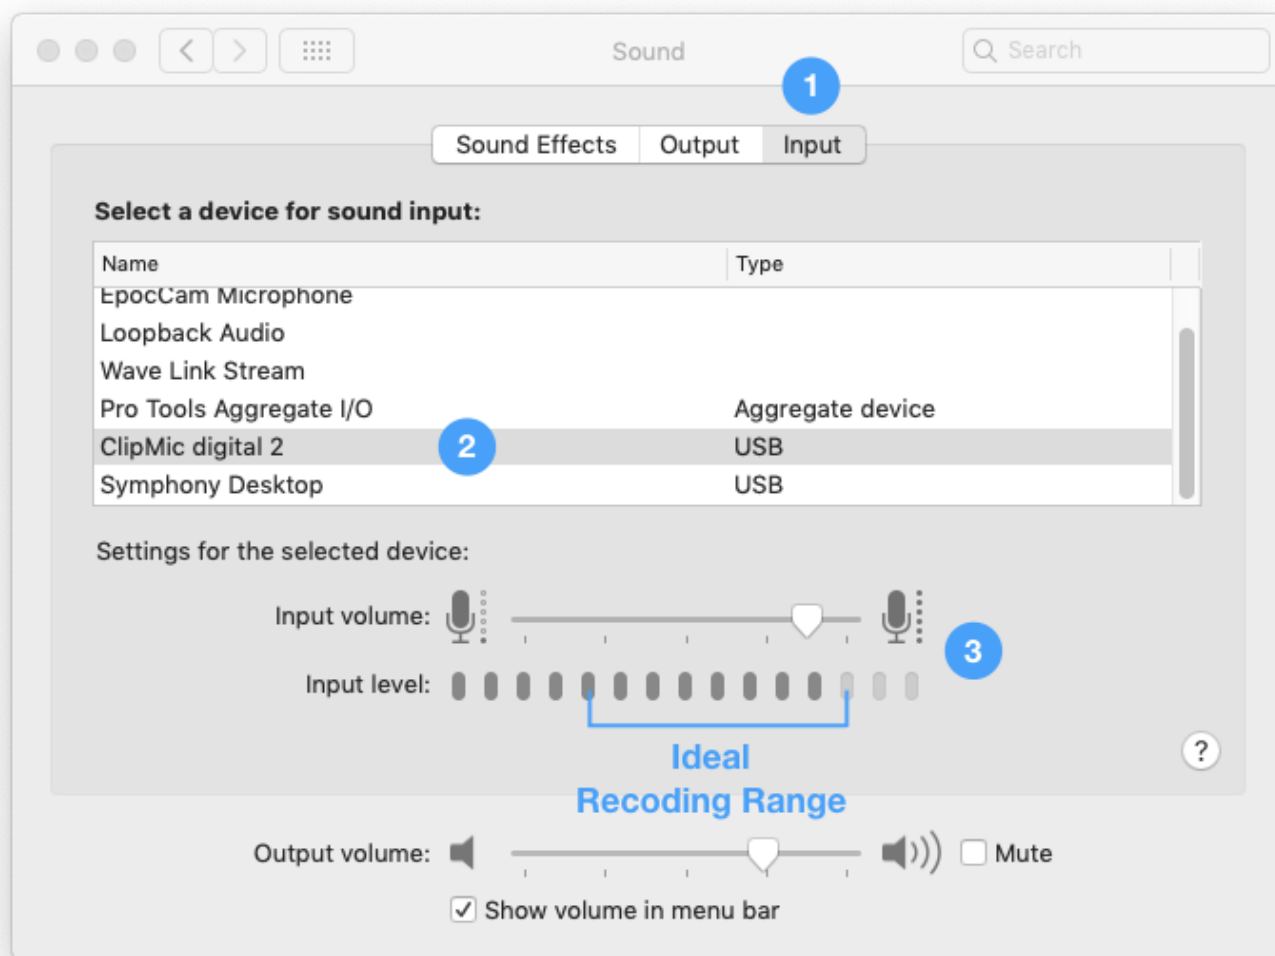 Sound
Search
1
Sound Effects Output Input
Select a device for sound input:
Name Type
EpocCam Microphone
Loopback Audio
Wave Link Stream
Pro Tools Aggregate I/O Aggregate device
ClipMic digital 2 2 USB
Symphony Desktop USB
Settings for the selected device:
Input volume:
3
Input level:
Ideal
Recoding Range
?
Output volume: Mute
Show volume in menu bar